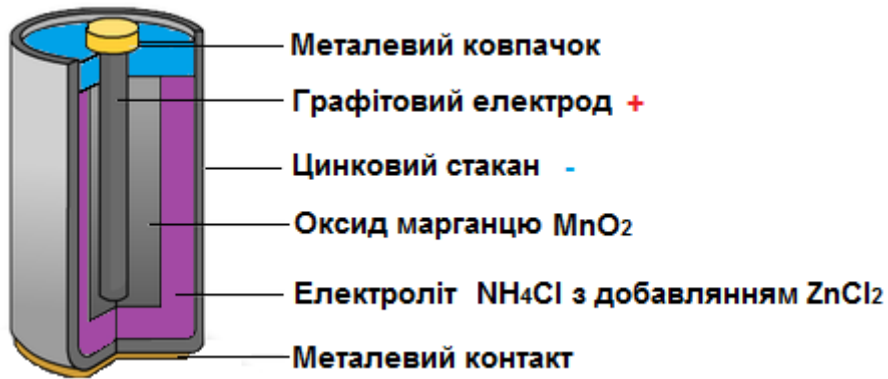 Металевий ковпачок
Графітовий електрод +
Цинковий стакан -
Оксид марганцю MnO₂
Електроліт NH₄Cl з добавлянням ZnCl₂
Металевий контакт